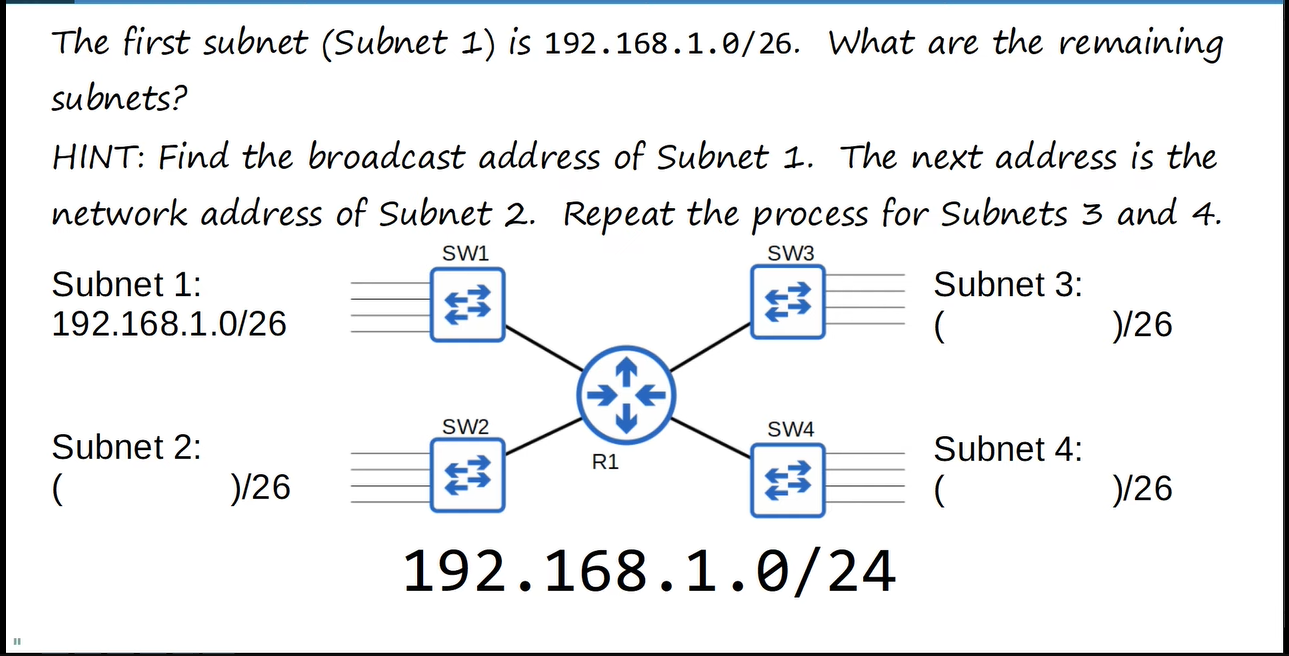 The first subnet (Subnet 1) is 192.168.1.0/26. What are the remaining
subnets?
HINT: Find the broadcast address of Subnet 1. The next address is the
network address of Subnet 2. Repeat the process for Subnets 3 and 4.
SW1
SW3
Subnet 1:
192.168.1.0/26
Subnet 3:
( )/26
SW2
SW4
R1
Subnet 2:
( )/26
Subnet 4:
( )/26
192.168.1.0/24